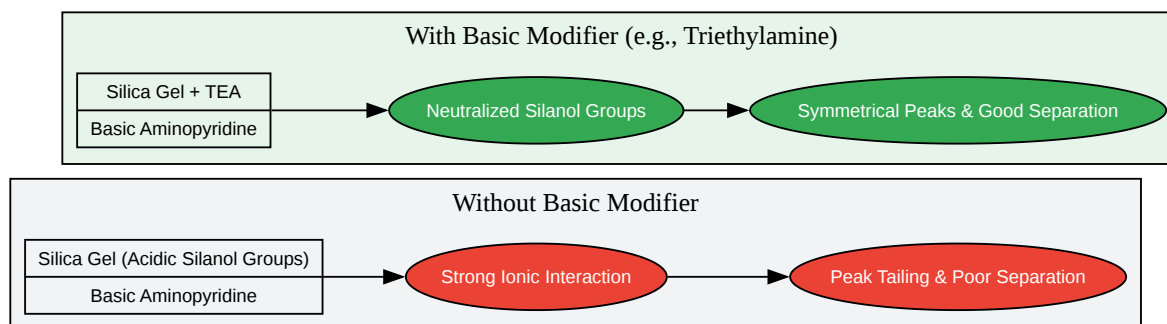 With Basic Modifier (e.g., Triethylamine)
Silica Gel + TEA
Basic Aminopyridine
Neutralized Silanol Groups
Symmetrical Peaks & Good Separation
Without Basic Modifier
Silica Gel (Acidic Silanol Groups)
Basic Aminopyridine
Strong Ionic Interaction
Peak Tailing & Poor Separation